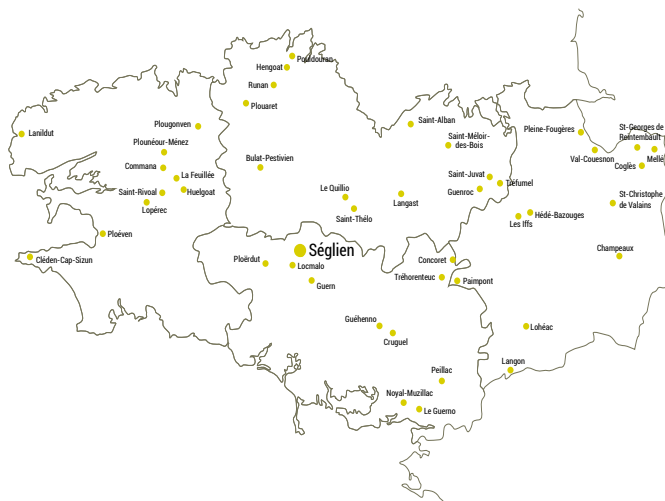 Pouldouran
Hengoat
Runan
Plouaret
Plougonven
Lanildut
Plounéour-Ménez
Commana
La Feuillée
Saint-Rivoal
Huelgoat
Lopérec
Bulat-Pestivien
Saint-Alban
Saint-Méloir-
des-Bois
Pleine-Fougères
St-Georges de
Reintembault
Val-Couesnon
Mellé
Coglès
Saint-Juvat
Tréfumel
Guenroc
Le Quillio
Saint-Thélo
Langast
St-Christophe
de Valains
Hédé-Bazouges
Les Iffs
Ploéven
Cléden-Cap-Sizun
Séglien
Ploërdut
Locmalo
Guern
Concoret
Tréhorenteuc
Paimpont
Champeaux
Guéhenno
Cruguel
Lohéac
Langon
Peillac
Noyal-Muzillac
Le Guerno